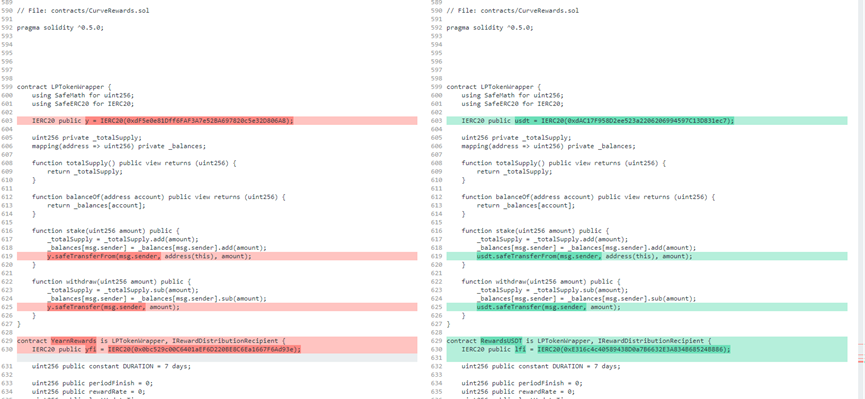 589
590 // File: contracts/CurveRewards.sol
591
592 pragma solidity ^0.5.0;
593
594
595
596
597
598
599 contract LPTokenWrapper {
600 using SafeMath for uint256;
601 using SafeERC20 for IERC20;
602
603 IERC20 public y = IERC20(0xdF5e0e81Dff6FAF3A7e52BA697820c5e32D806A8);
604
605 uint256 private _totalSupply;
606 mapping(address => uint256) private _balances;
607
608 function totalSupply() public view returns (uint256) {
609 return _totalSupply;
610 }
611
612 function balanceOf(address account) public view returns (uint256) {
613 return _balances[account];
614 }
615
616 function stake(uint256 amount) public {
617 _totalSupply = _totalSupply.add(amount);
618 _balances[msg.sender] = _balances[msg.sender].add(amount);
619 y.safeTransferFrom(msg.sender, address(this), amount);
620 }
621
622 function withdraw(uint256 amount) public {
623 _totalSupply = _totalSupply.sub(amount);
624 _balances[msg.sender] = _balances[msg.sender].sub(amount);
625 y.safeTransfer(msg.sender, amount);
626 }
627 }
628
629 contract YearnRewards is LPTokenWrapper, IRewardDistributionRecipient {
630 IERC20 public yfi = IERC20(0x0bc529c00C6401aEF6D220BE8C6Ea1667F6Ad93e);
631 uint256 public constant DURATION = 7 days;
632
633 uint256 public periodFinish = 0;
634 uint256 public rewardRate = 0;
589
590 // File: contracts/CurveRewards.sol
591
592 pragma solidity ^0.5.0;
593
594
595
596
597
598
599 contract LPTokenWrapper {
600 using SafeMath for uint256;
601 using SafeERC20 for IERC20;
602
603 IERC20 public usdt = IERC20(0xdAC17F958D2ee523a2206206994597C13D831ec7);
604
605 uint256 private _totalSupply;
606 mapping(address => uint256) private _balances;
607
608 function totalSupply() public view returns (uint256) {
609 return _totalSupply;
610 }
611
612 function balanceOf(address account) public view returns (uint256) {
613 return _balances[account];
614 }
615
616 function stake(uint256 amount) public {
617 _totalSupply = _totalSupply.add(amount);
618 _balances[msg.sender] = _balances[msg.sender].add(amount);
619 usdt.safeTransferFrom(msg.sender, address(this), amount);
620 }
621
622 function withdraw(uint256 amount) public {
623 _totalSupply = _totalSupply.sub(amount);
624 _balances[msg.sender] = _balances[msg.sender].sub(amount);
625 usdt.safeTransfer(msg.sender, amount);
626 }
627 }
628
629 contract RewardsUSDT is LPTokenWrapper, IRewardDistributionRecipient {
630 IERC20 public lfi =
631
632 uint256 public constant DURATION = 7 days;
633
634 uint256 public periodFinish = 0;
635 uint256 public rewardRate = 0;